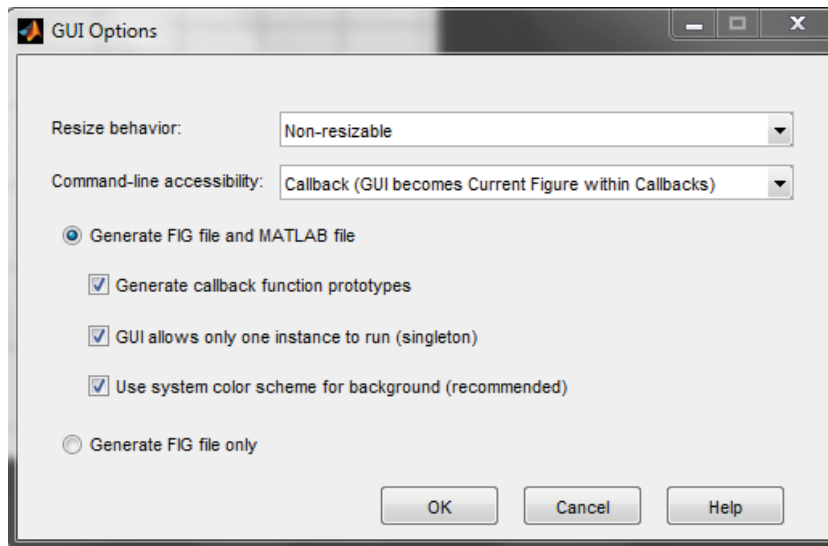 GUI Options
Resize behavior: Non-resizable
Command-line accessibility: Callback (GUI becomes Current Figure within Callbacks)
Generate FIG file and MATLAB file
Generate callback function prototypes
GUI allows only one instance to run (singleton)
Use system color scheme for background (recommended)
Generate FIG file only
OK Cancel Help